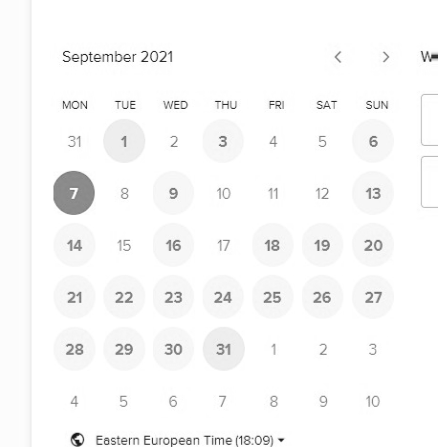 September 2021
MON TUE WED THU FRI SAT SUN
31 1 2 3 4 5 6
7 8 9 10 11 12 13
14 15 16 17 18 19 20
21 22 23 24 25 26 27
28 29 30 31 1 2 3
4 5 6 7 8 9 10
Eastern European Time (18:09)